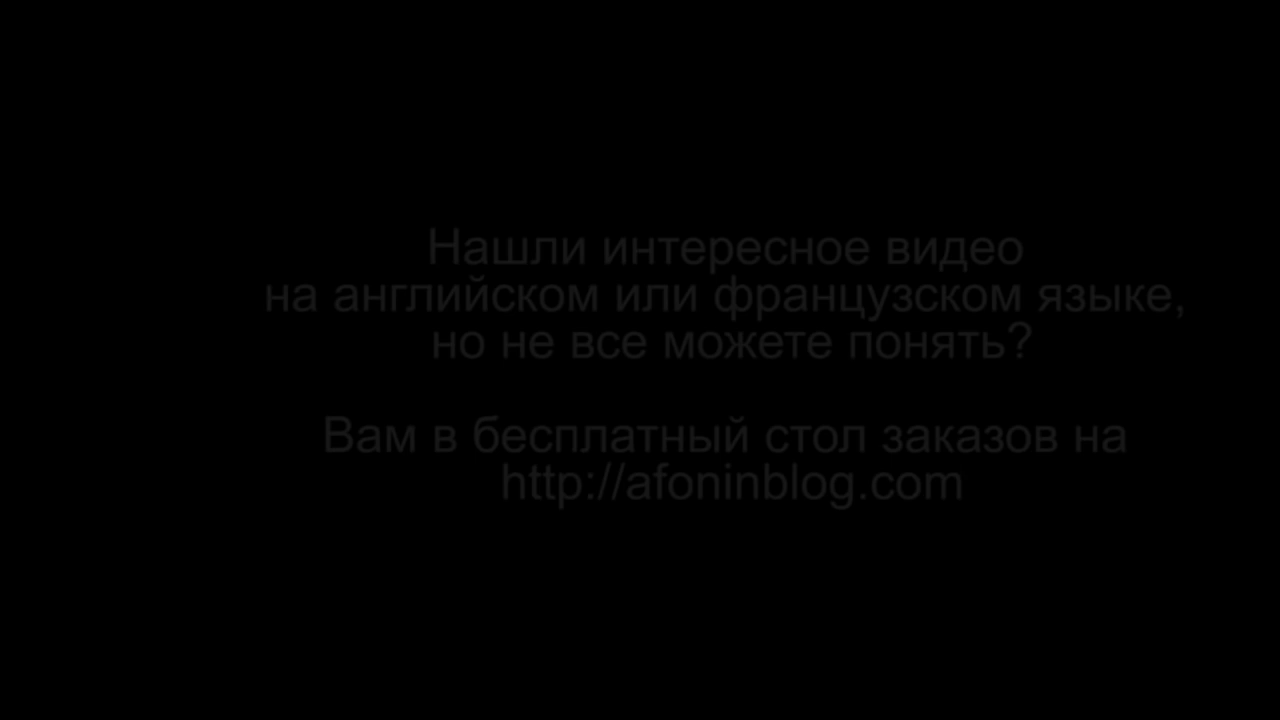 Нашли интересное видео
на английском или французском языке,
но не все можете понять?
Вам в бесплатный стол заказов на
http://afoninblog.com